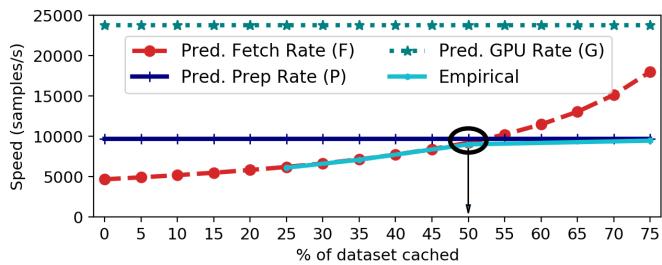 25000
20000
15000
10000
5000
0
Speed (samples/s)
Pred. Fetch Rate (F)
Pred. Prep Rate (P)
Pred. GPU Rate (G)
Empirical
0 5 10 15 20 25 30 35 40 45 50 55 60 65 70 75
% of dataset cached